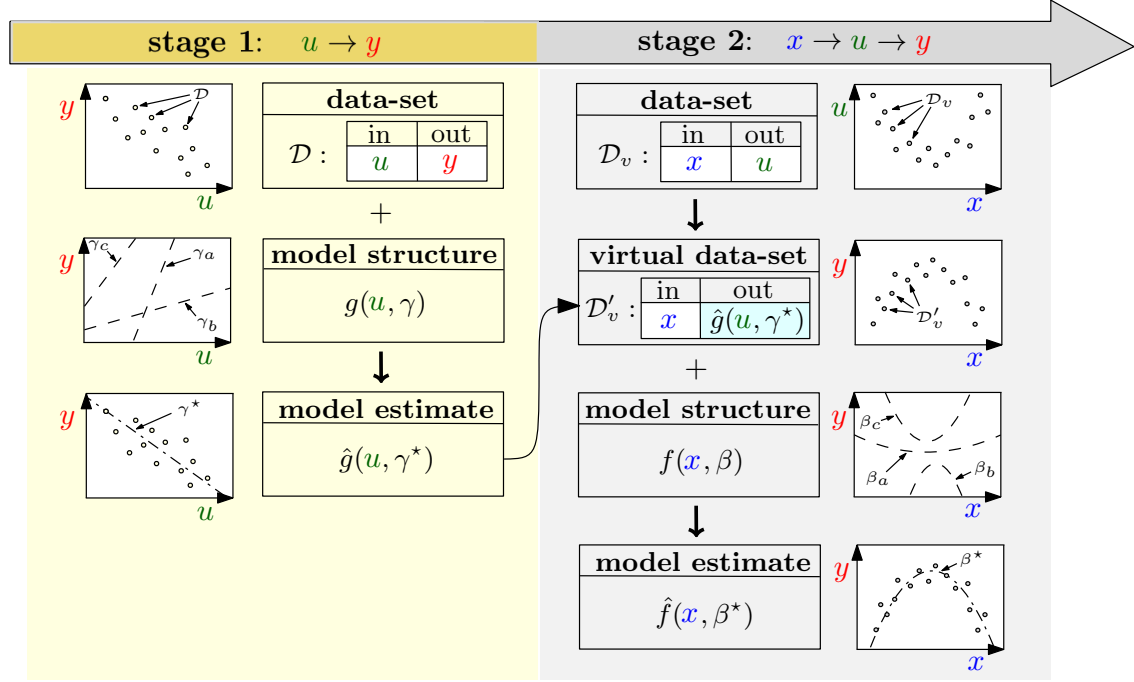 stage 1: u → y
stage 2: x → u → y
y
D
u
data-set
D :
in out
u y
+
y
γc
γa
γb
u
model structure
g(u, γ)
y
γ⋆
u
model estimate
ĝ(u, γ⋆)
data-set
Dv :
in out
x u
u
Dv
x
virtual data-set
D′v :
in out
x ĝ(u, γ⋆)
y
D′v
x
+
model structure
f(x, β)
y
βc
βa
βb
x
model estimate
f̂(x, β⋆)
y
β⋆
x